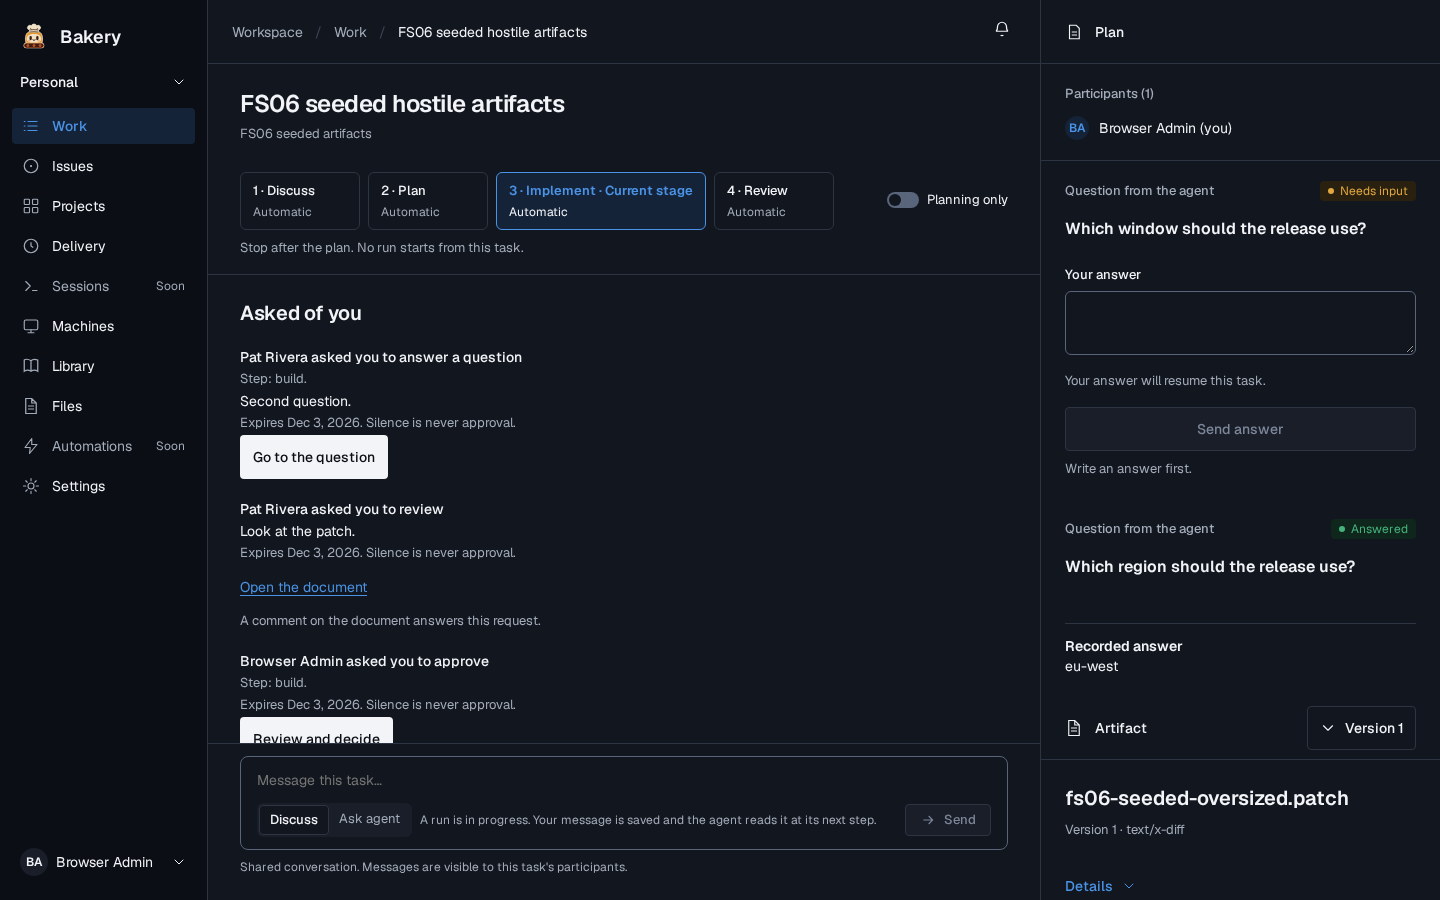 Bakery
Personal
Work
Issues
Projects
Delivery
Sessions Soon
Machines
Library
Files
Automations Soon
Settings
BA Browser Admin
Workspace / Work / FS06 seeded hostile artifacts
FS06 seeded hostile artifacts
FS06 seeded artifacts
1 · Discuss
Automatic
2 · Plan
Automatic
3 · Implement · Current stage
Automatic
4 · Review
Automatic
Planning only
Stop after the plan. No run starts from this task.
Asked of you
Pat Rivera asked you to answer a question
Step: build.
Second question.
Expires Dec 3, 2026. Silence is never approval.
Go to the question
Pat Rivera asked you to review
Look at the patch.
Expires Dec 3, 2026. Silence is never approval.
Open the document
A comment on the document answers this request.
Browser Admin asked you to approve
Step: build.
Expires Dec 3, 2026. Silence is never approval.
Review and decide
Message this task...
Discuss Ask agent A run is in progress. Your message is saved and the agent reads it at its next step. Send
Shared conversation. Messages are visible to this task's participants.
Plan
Participants (1)
BA Browser Admin (you)
Question from the agent Needs input
Which window should the release use?
Your answer
Your answer will resume this task.
Send answer
Write an answer first.
Question from the agent Answered
Which region should the release use?
Recorded answer
eu-west
Artifact Version 1
fs06-seeded-oversized.patch
Version 1 · text/x-diff
Details